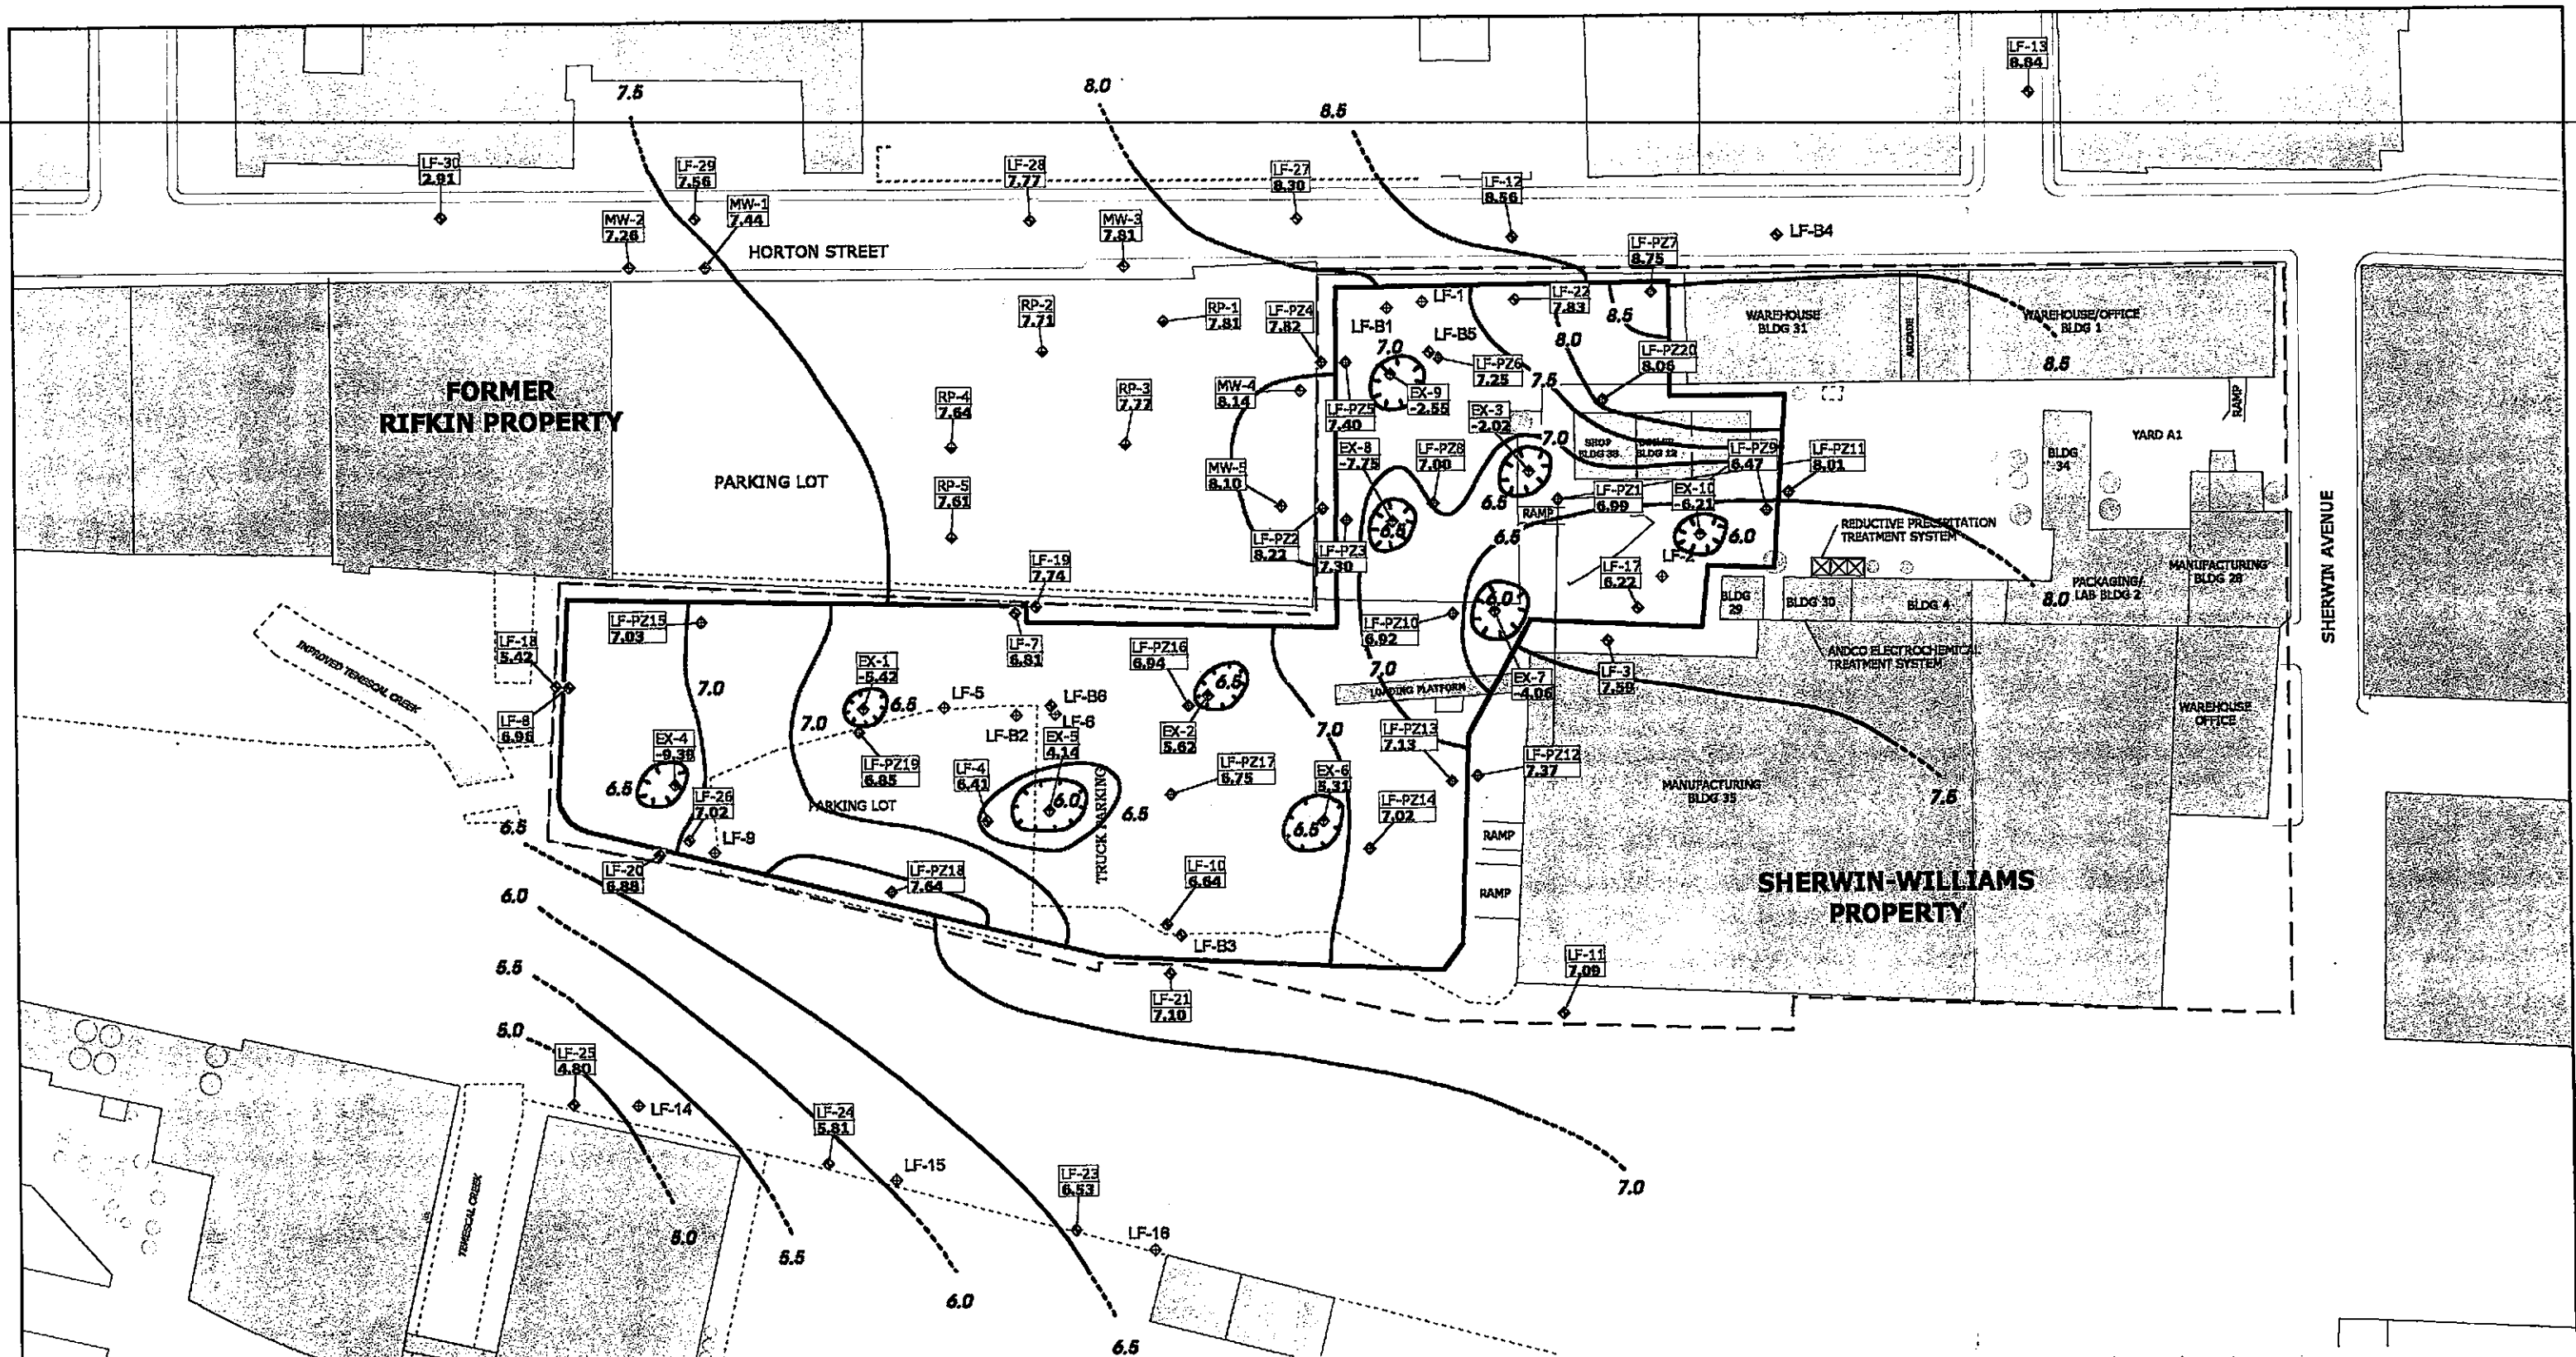 LF-13
8.84
7.5
8.0
8.5
LF-30
2.91
LF-29
7.56
LF-28
7.77
LF-27
8.30
LF-12
8.56
MW-2
7.26
MW-1
7.44
MW-3
7.81
HORTON STREET
LF-B4
LF-PZ7
8.75
RP-2
7.71
RP-1
7.81
LF-PZ4
7.82
LF-B1
LF-1
LF-22
7.83
8.5
LF-B5
7.0
8.0
LF-PZ6
7.25
LF-PZ20
8.06
WAREHOUSE
BLDG 31
ARCADE
WAREHOUSE/OFFICE
BLDG 1
8.5
FORMER
RIFKIN PROPERTY
RP-4
7.64
RP-3
7.77
MW-4
8.14
LF-PZ5
7.40
EX-9
-2.55
EX-3
-2.02
7.5
RAMP
YARD A1
PARKING LOT
RP-5
7.61
MW-5
8.10
EX-8
-7.75
LF-PZ8
7.00
7.0
SHOP
BLDG 38
BLDG 12
LF-PZ9
6.47
LF-PZ11
8.01
BLDG
34
6.5
6.5
LF-PZ2
8.22
LF-PZ3
7.30
RAMP
LF-PZ1
6.99
EX-10
-6.21
6.5
6.0
REDUCTIVE PRECIPITATION
TREATMENT SYSTEM
SHERWIN AVENUE
LF-19
7.74
LF-17
6.22
LF-2
BLDG
29
BLDG 30
BLDG 4
PACKAGING/
LAB BLDG 2
MANUFACTURING
BLDG 28
8.0
IMPROVED TEMESCAL CREEK
LF-18
5.42
LF-PZ15
7.03
LF-7
6.81
LF-PZ16
6.94
LF-PZ10
6.92
6.0
ANDCO ELECTROCHEMICAL
TREATMENT SYSTEM
LF-8
6.96
7.0
EX-1
-5.42
6.5
7.0
LF-5
LF-B6
LF-6
LF-B2
6.5
EX-2
5.62
7.0
LOADING PLATFORM
EX-7
-4.06
LF-3
7.59
WAREHOUSE
OFFICE
EX-4
-9.39
6.5
LF-PZ19
6.85
LF-4
6.41
EX-5
4.14
6.0
6.5
LF-PZ17
6.75
7.0
EX-6
5.31
6.5
LF-PZ13
7.13
LF-PZ12
7.37
MANUFACTURING
BLDG 35
7.5
PARKING LOT
TRUCK PARKING
LF-26
7.02
LF-9
LF-PZ14
7.02
RAMP
6.5
LF-20
6.88
LF-PZ18
7.64
LF-10
6.64
RAMP
SHERWIN-WILLIAMS
PROPERTY
6.0
LF-B3
5.5
LF-21
7.10
LF-11
7.09
5.0
LF-25
4.80
LF-14
LF-24
5.81
LF-15
LF-23
6.53
LF-16
7.0
TEMESCAL CREEK
5.0
5.5
6.0
6.5